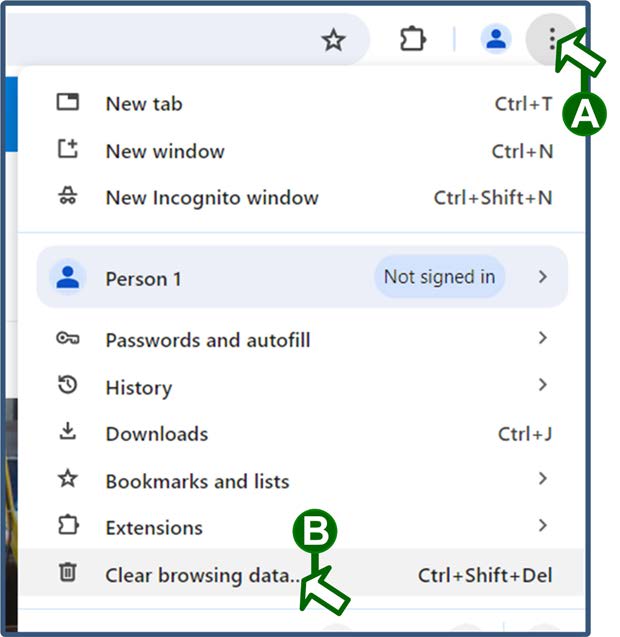 A
New tab Ctrl+T
New window Ctrl+N
New Incognito window Ctrl+Shift+N
Person 1 Not signed in
Passwords and autofill
History
Downloads Ctrl+J
Bookmarks and lists
Extensions
B
Clear browsing data... Ctrl+Shift+Del